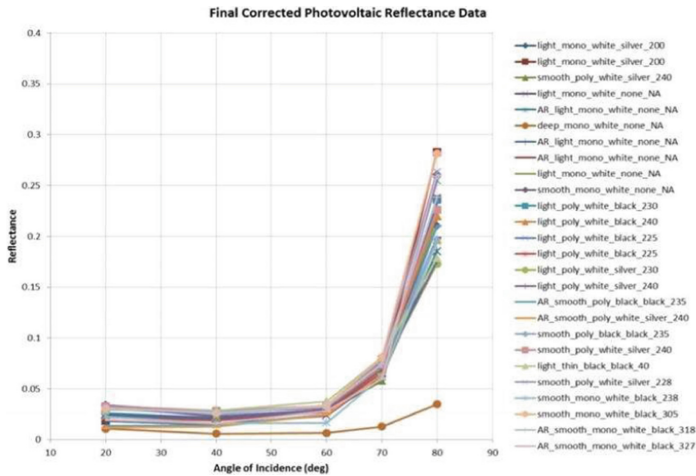 Final Corrected Photovoltaic Reflectance Data
0.4
0.35
0.3
0.25
0.2
0.15
0.1
0.05
0
Reflectance
10
20
30
40
50
60
70
80
90
Angle of Incidence (deg)
light_mono_white_silver_200
light_mono_white_silver_200
smooth_poly_white_silver_240
light_mono_white_none_NA
AR_light_mono_white_none_NA
deep_mono_white_none_NA
AR_light_mono_white_none_NA
AR_light_mono_white_none_NA
light_mono_white_none_NA
smooth_mono_white_none_NA
light_poly_white_black_230
light_poly_white_black_240
light_poly_white_black_225
light_poly_white_black_225
light_poly_white_silver_230
light_poly_white_silver_240
AR_smooth_poly_black_black_235
AR_smooth_poly_white_silver_240
smooth_poly_black_black_235
smooth_poly_white_silver_240
light_thin_black_black_40
smooth_poly_white_silver_228
smooth_mono_white_black_238
smooth_mono_white_black_305
AR_smooth_mono_white_black_318
AR_smooth_mono_white_black_327